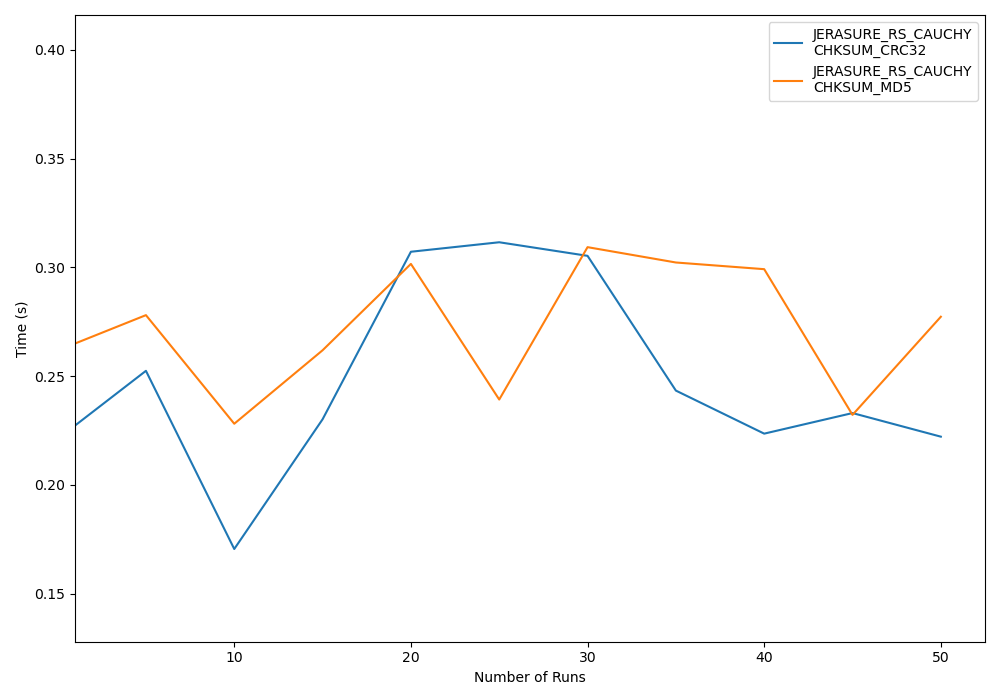 JERASURE_RS_CAUCHY
CHKSUM_CRC32
JERASURE_RS_CAUCHY
CHKSUM_MD5
0.40
0.35
0.30
0.25
0.20
0.15
Time (s)
10 20 30 40 50
Number of Runs